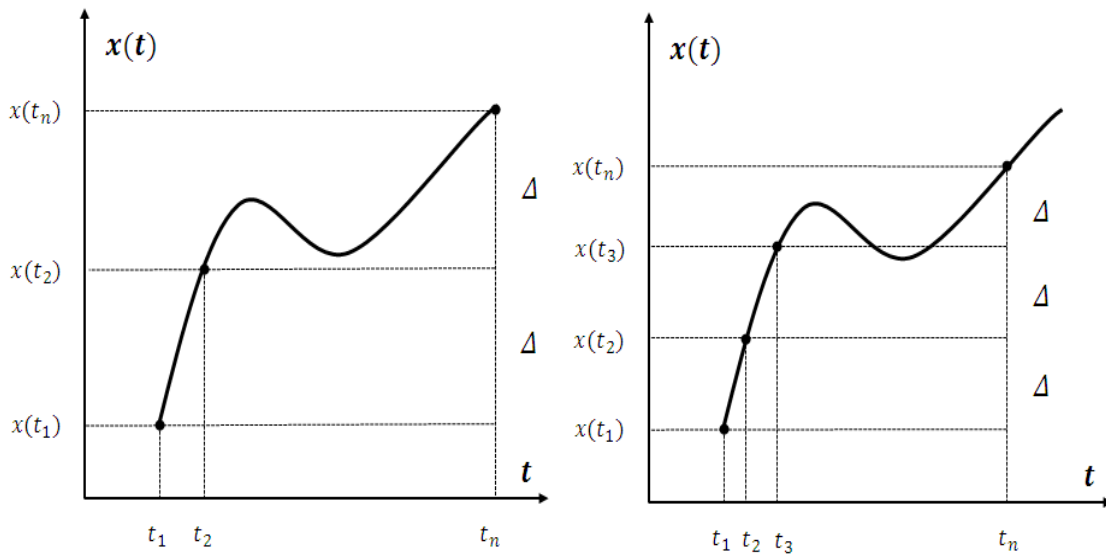 x(t)
x(tₙ)
Δ
x(t₂)
Δ
x(t₁)
t
t₁ t₂ tₙ
x(t)
x(tₙ)
Δ
x(t₃)
Δ
x(t₂)
Δ
x(t₁)
t
t₁ t₂ t₃ tₙ